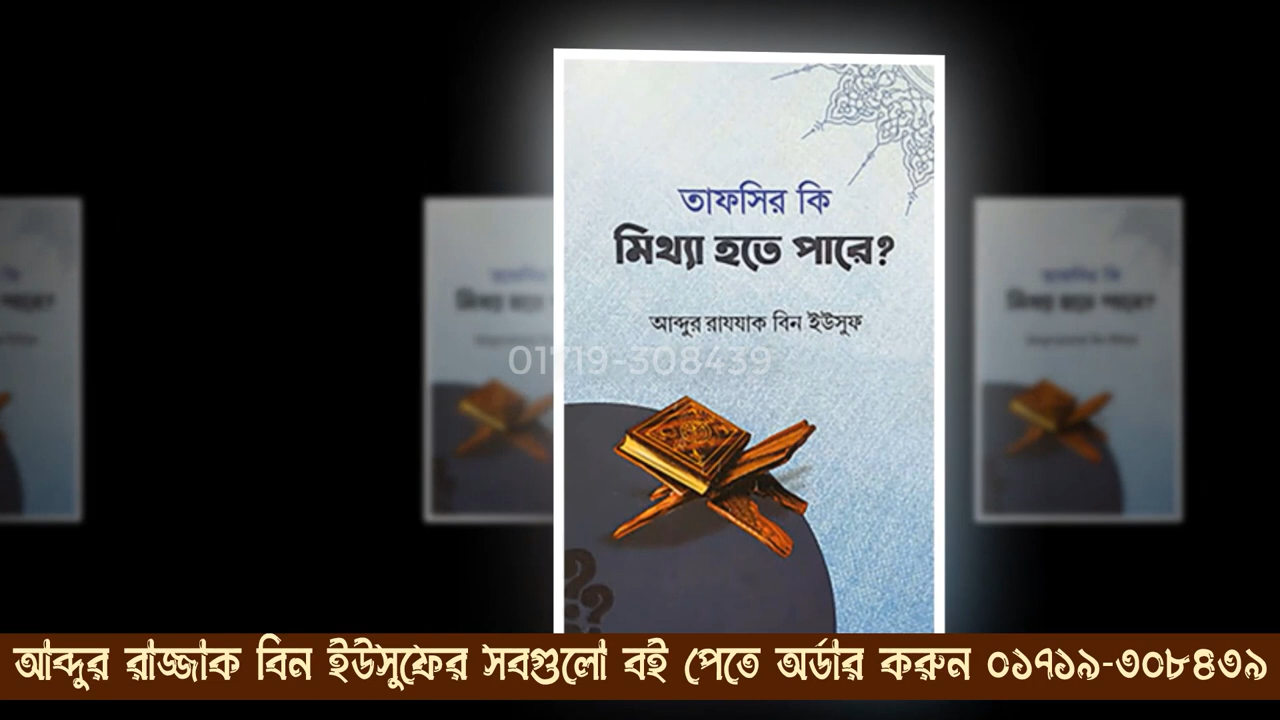 তাফসির কি
মিথ্যা হতে পারে?
আব্দুর রাযযাক বিন ইউসুফ
01719-308439
আব্দুর রাজ্জাক বিন ইউসুফের সবগুলো বই পেতে অর্ডার করুন ০১৭১৯-৩০৮৪৩৯